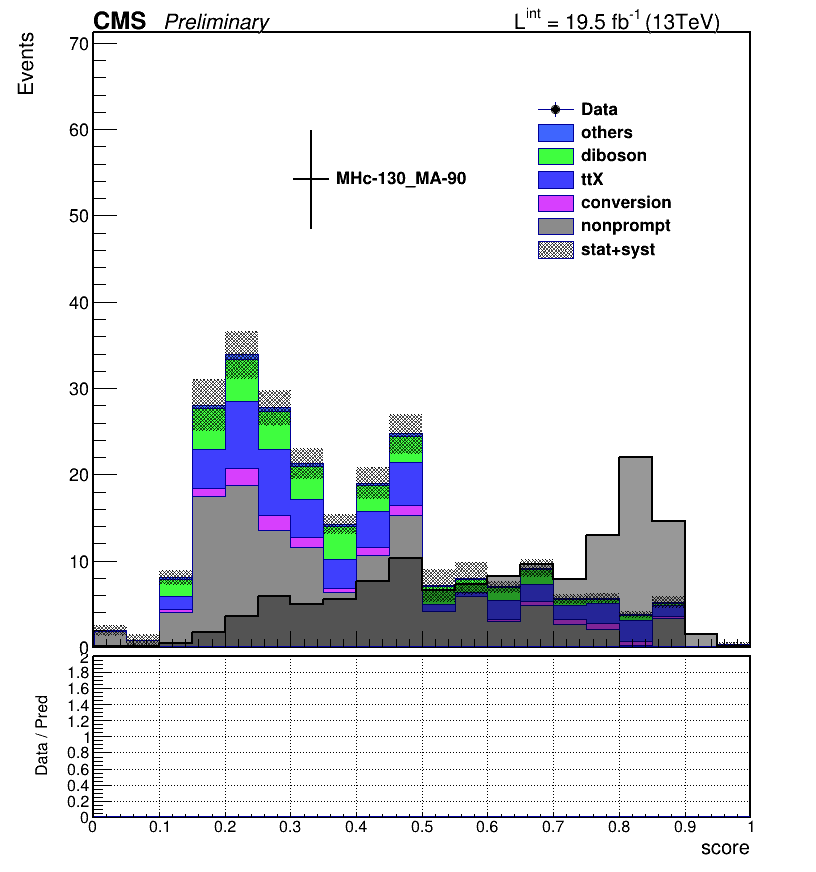 CMS Preliminary
L^int = 19.5 fb^-1 (13TeV)
Events
70
60
50
40
30
20
10
0
Data
others
diboson
ttX
conversion
nonprompt
stat+syst
MHc-130_MA-90
Data / Pred
2
1.8
1.6
1.4
1.2
1
0.8
0.6
0.4
0.2
0
0 0.1 0.2 0.3 0.4 0.5 0.6 0.7 0.8 0.9 1
score